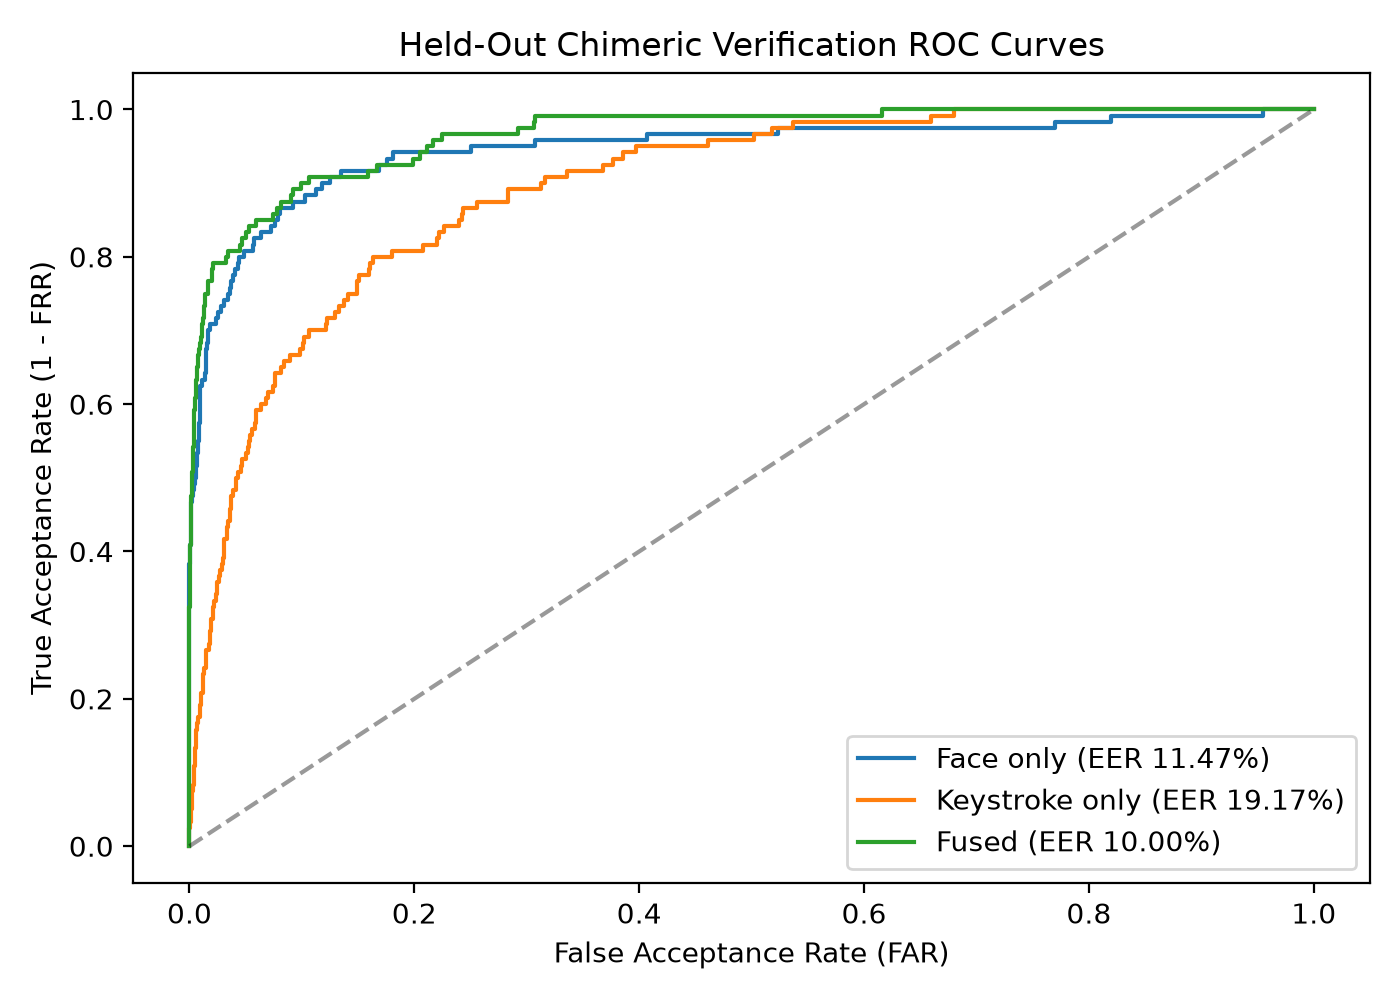 Held-Out Chimeric Verification ROC Curves
True Acceptance Rate (1 - FRR)
1.0
0.8
0.6
0.4
0.2
0.0
Face only (EER 11.47%)
Keystroke only (EER 19.17%)
Fused (EER 10.00%)
0.0 0.2 0.4 0.6 0.8 1.0
False Acceptance Rate (FAR)